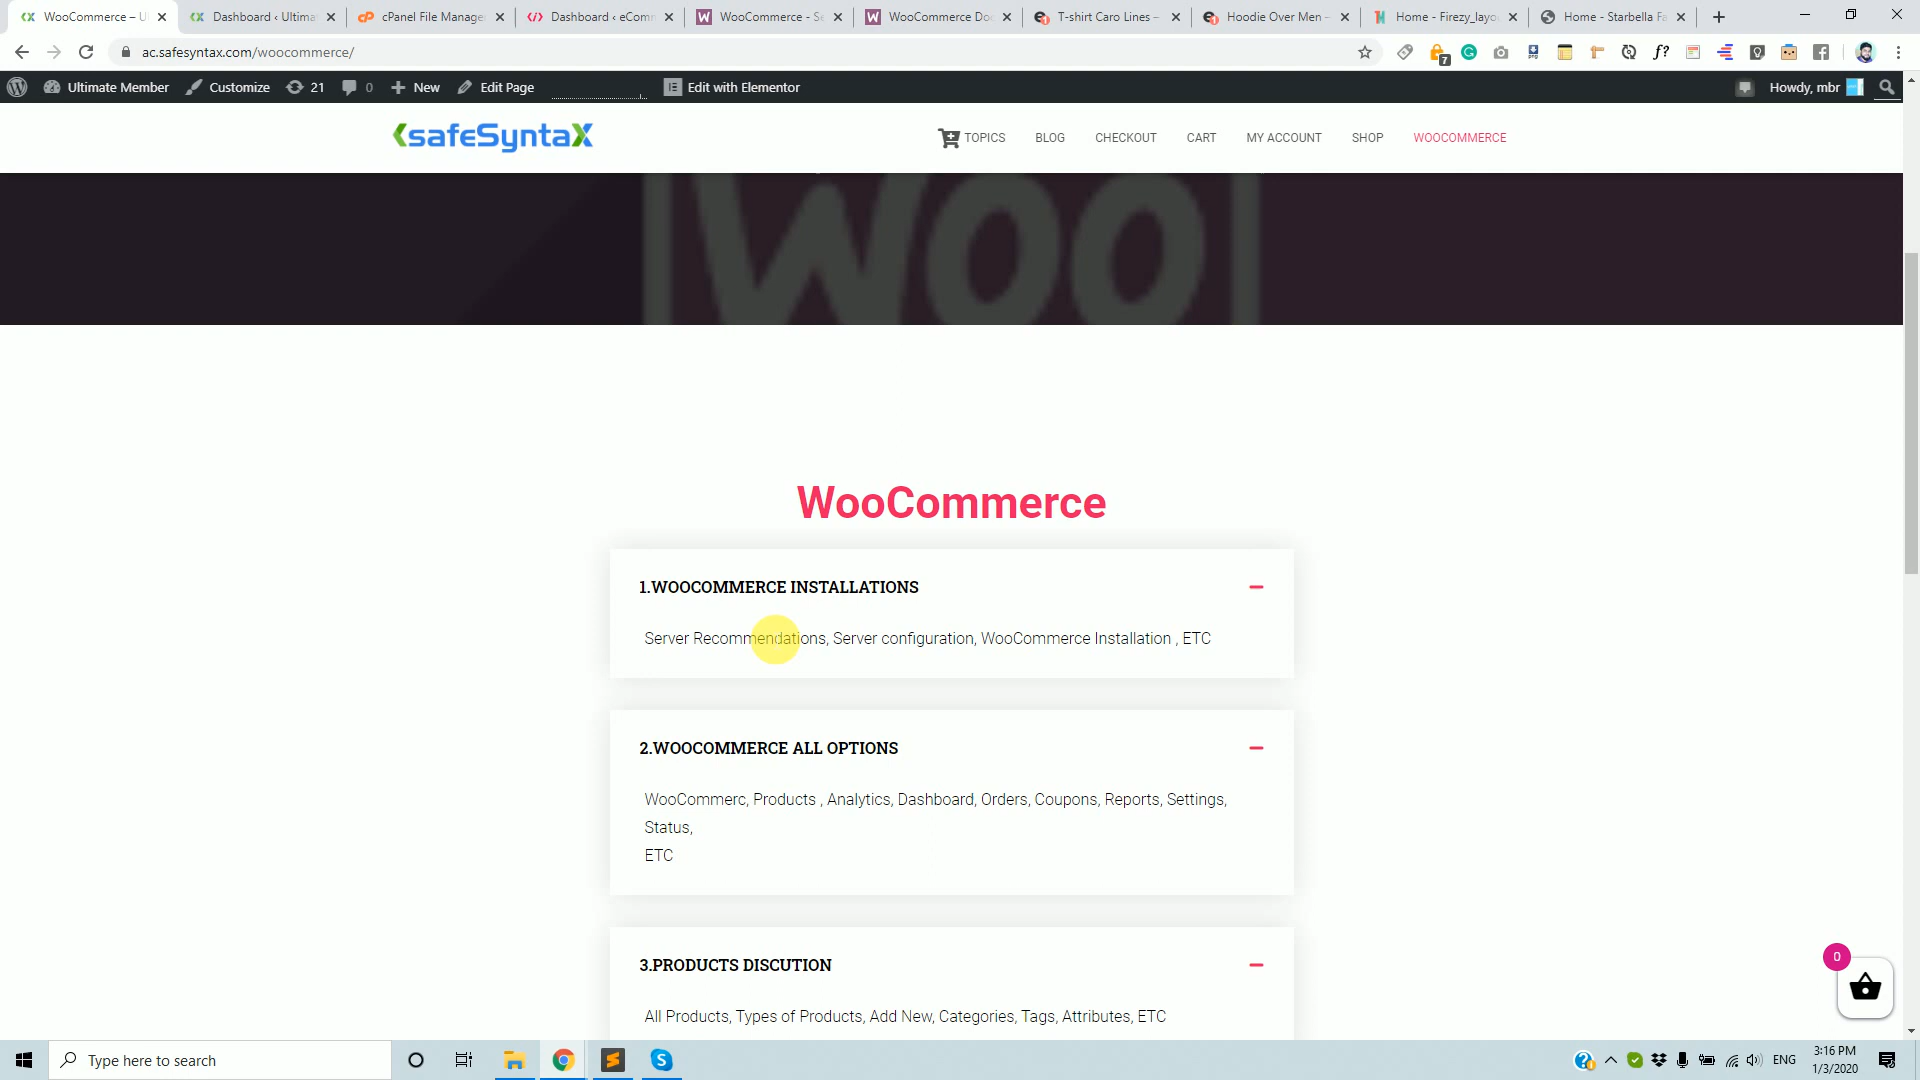 WooCommerce – U
Dashboard ‹ Ultima
cPanel File Manage
Dashboard ‹ eComm
WooCommerce - Se
WooCommerce Doc
T-shirt Caro Lines –
Hoodie Over Men –
Home - Firezy_layou
Home - Starbella Fa
ac.safesyntax.com/woocommerce/
7
Ultimate Member Customize 21 0 New Edit Page Edit with Elementor Howdy, mbr
safeSyntaX
TOPICS BLOG CHECKOUT CART MY ACCOUNT SHOP WOOCOMMERCE
Woo
WooCommerce
1.WOOCOMMERCE INSTALLATIONS
Server Recommendations, Server configuration, WooCommerce Installation , ETC
2.WOOCOMMERCE ALL OPTIONS
WooCommerc, Products , Analytics, Dashboard, Orders, Coupons, Reports, Settings,
Status,
ETC
3.PRODUCTS DISCUTION
All Products, Types of Products, Add New, Categories, Tags, Attributes, ETC
0
Type here to search
ENG
3:16 PM
1/3/2020